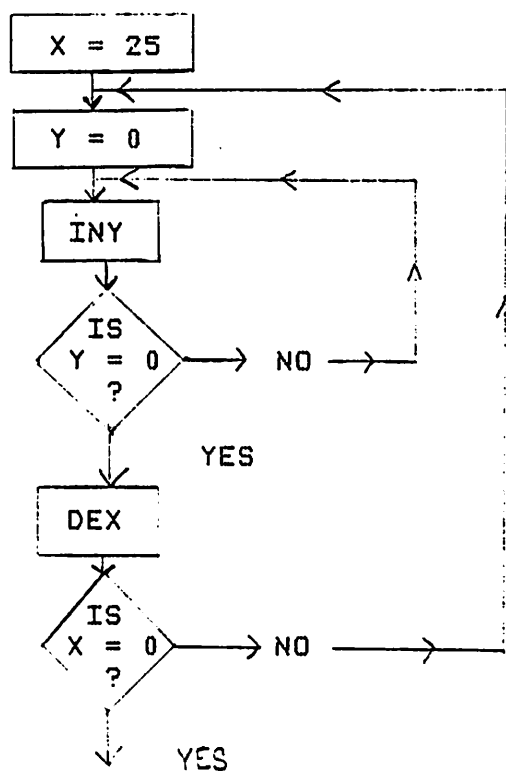 X = 25
Y = 0
INY
IS
Y = 0
?
NO
YES
DEX
IS
X = 0
?
NO
YES